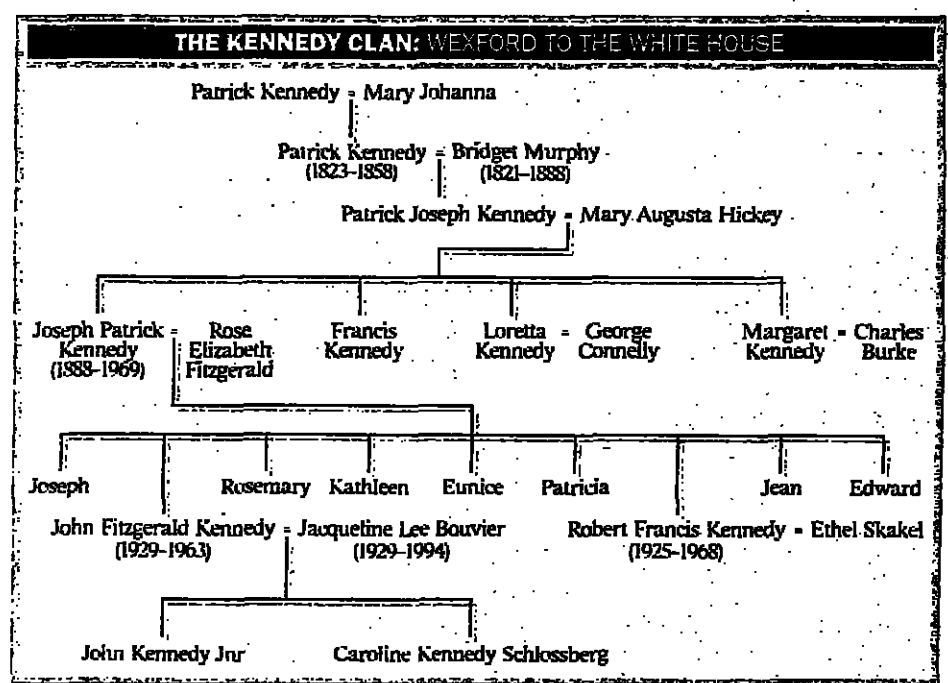 THE KENNEDY CLAN: WEXFORD TO THE WHITE HOUSE
Patrick Kennedy = Mary Johanna
Patrick Kennedy = Bridget Murphy
(1823–1858) (1821–1888)
Patrick Joseph Kennedy = Mary Augusta Hickey
Joseph Patrick = Rose Francis Loretta = George Margaret = Charles
Kennedy Elizabeth Kennedy Kennedy Connelly Kennedy Burke
(1888–1969) Fitzgerald
Joseph Rosemary Kathleen Eunice Patricia Jean Edward
John Fitzgerald Kennedy = Jacqueline Lee Bouvier Robert Francis Kennedy = Ethel Skakel
(1929–1963) (1929–1994) (1925–1968)
John Kennedy Jnr Caroline Kennedy Schlossberg